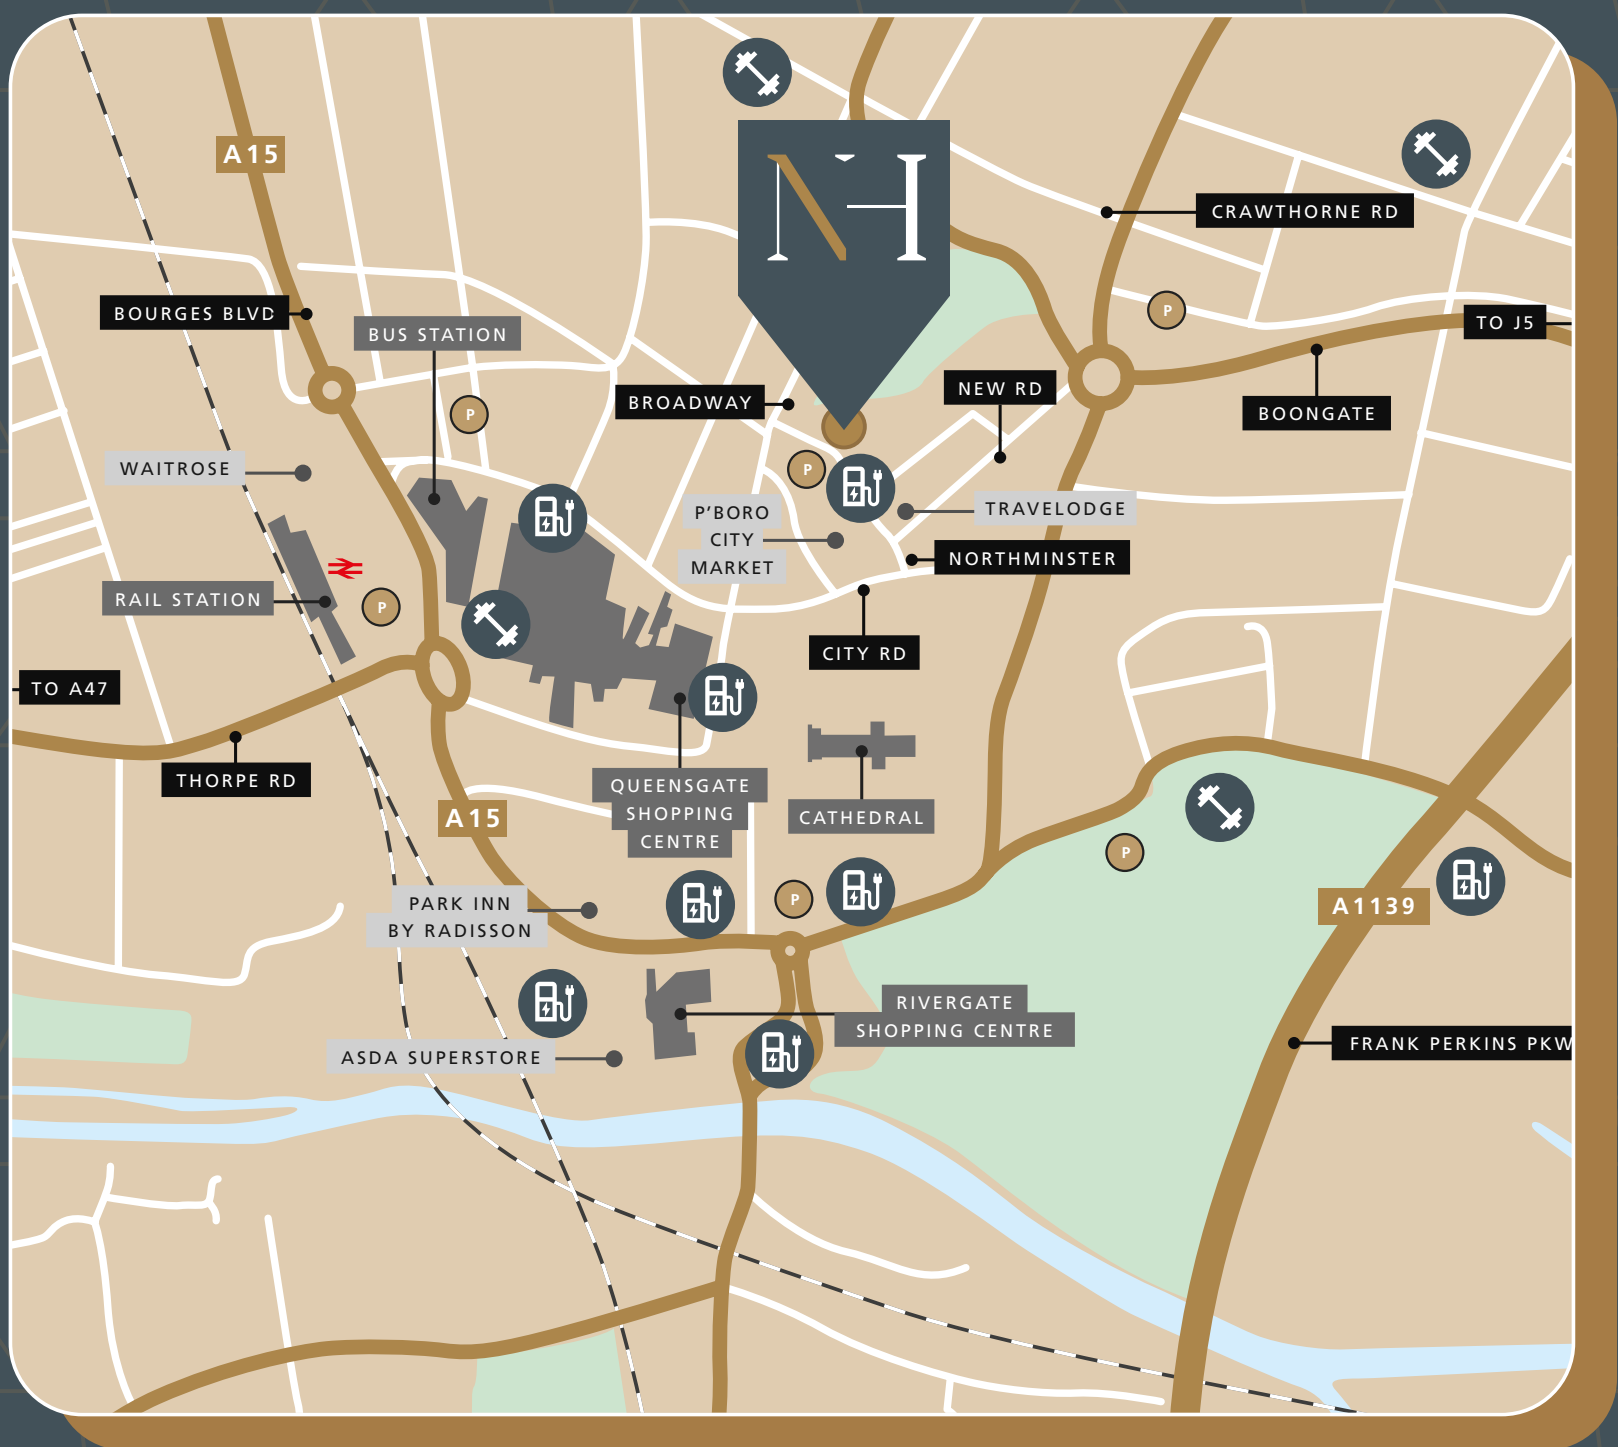 A15
NH
CRAWTHORNE RD
BOURGES BLVD
P
TO J5
BUS STATION
NEW RD
BROADWAY
BOONGATE
P
WAITROSE
P
P'BORO
CITY
MARKET
TRAVELODGE
NORTHMINSTER
RAIL STATION
P
CITY RD
TO A47
THORPE RD
QUEENSGATE
SHOPPING
CENTRE
A15
CATHEDRAL
P
PARK INN
BY RADISSON
P
A1139
RIVERGATE
SHOPPING CENTRE
FRANK PERKINS PKW
ASDA SUPERSTORE